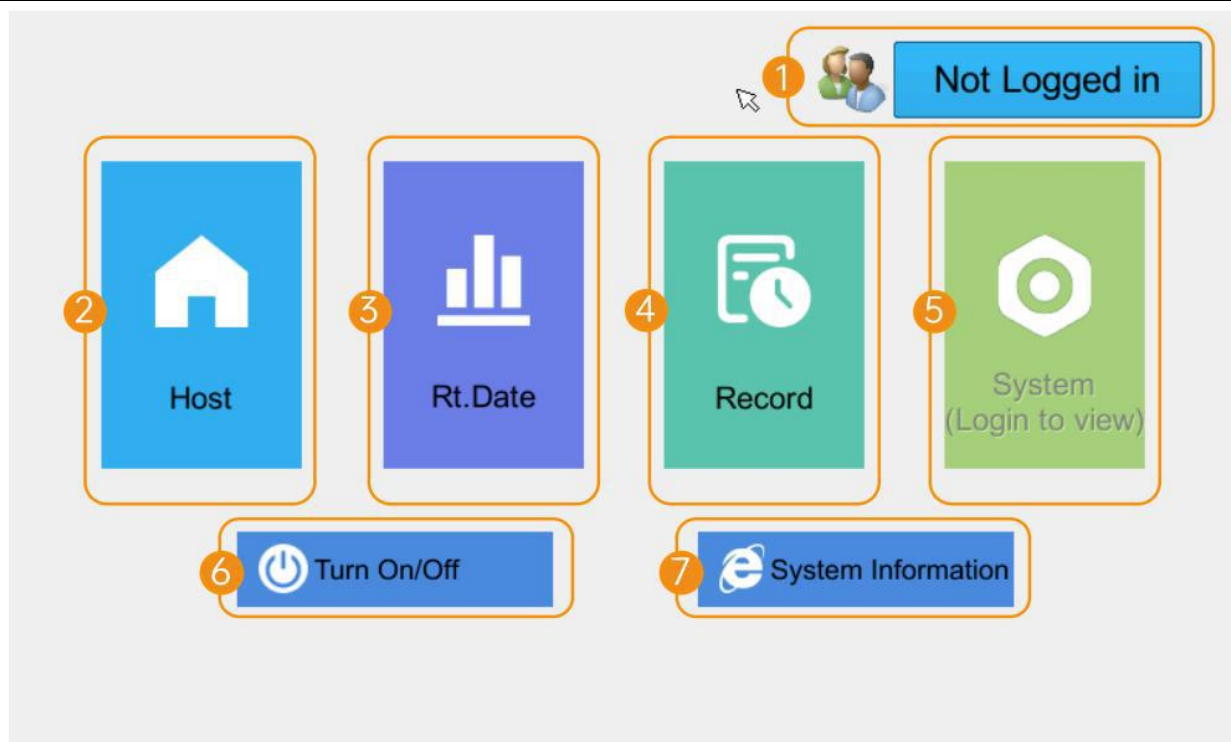 1
Not Logged in
2
Host
3
Rt.Date
4
Record
5
System
(Login to view)
6
Turn On/Off
7
System Information